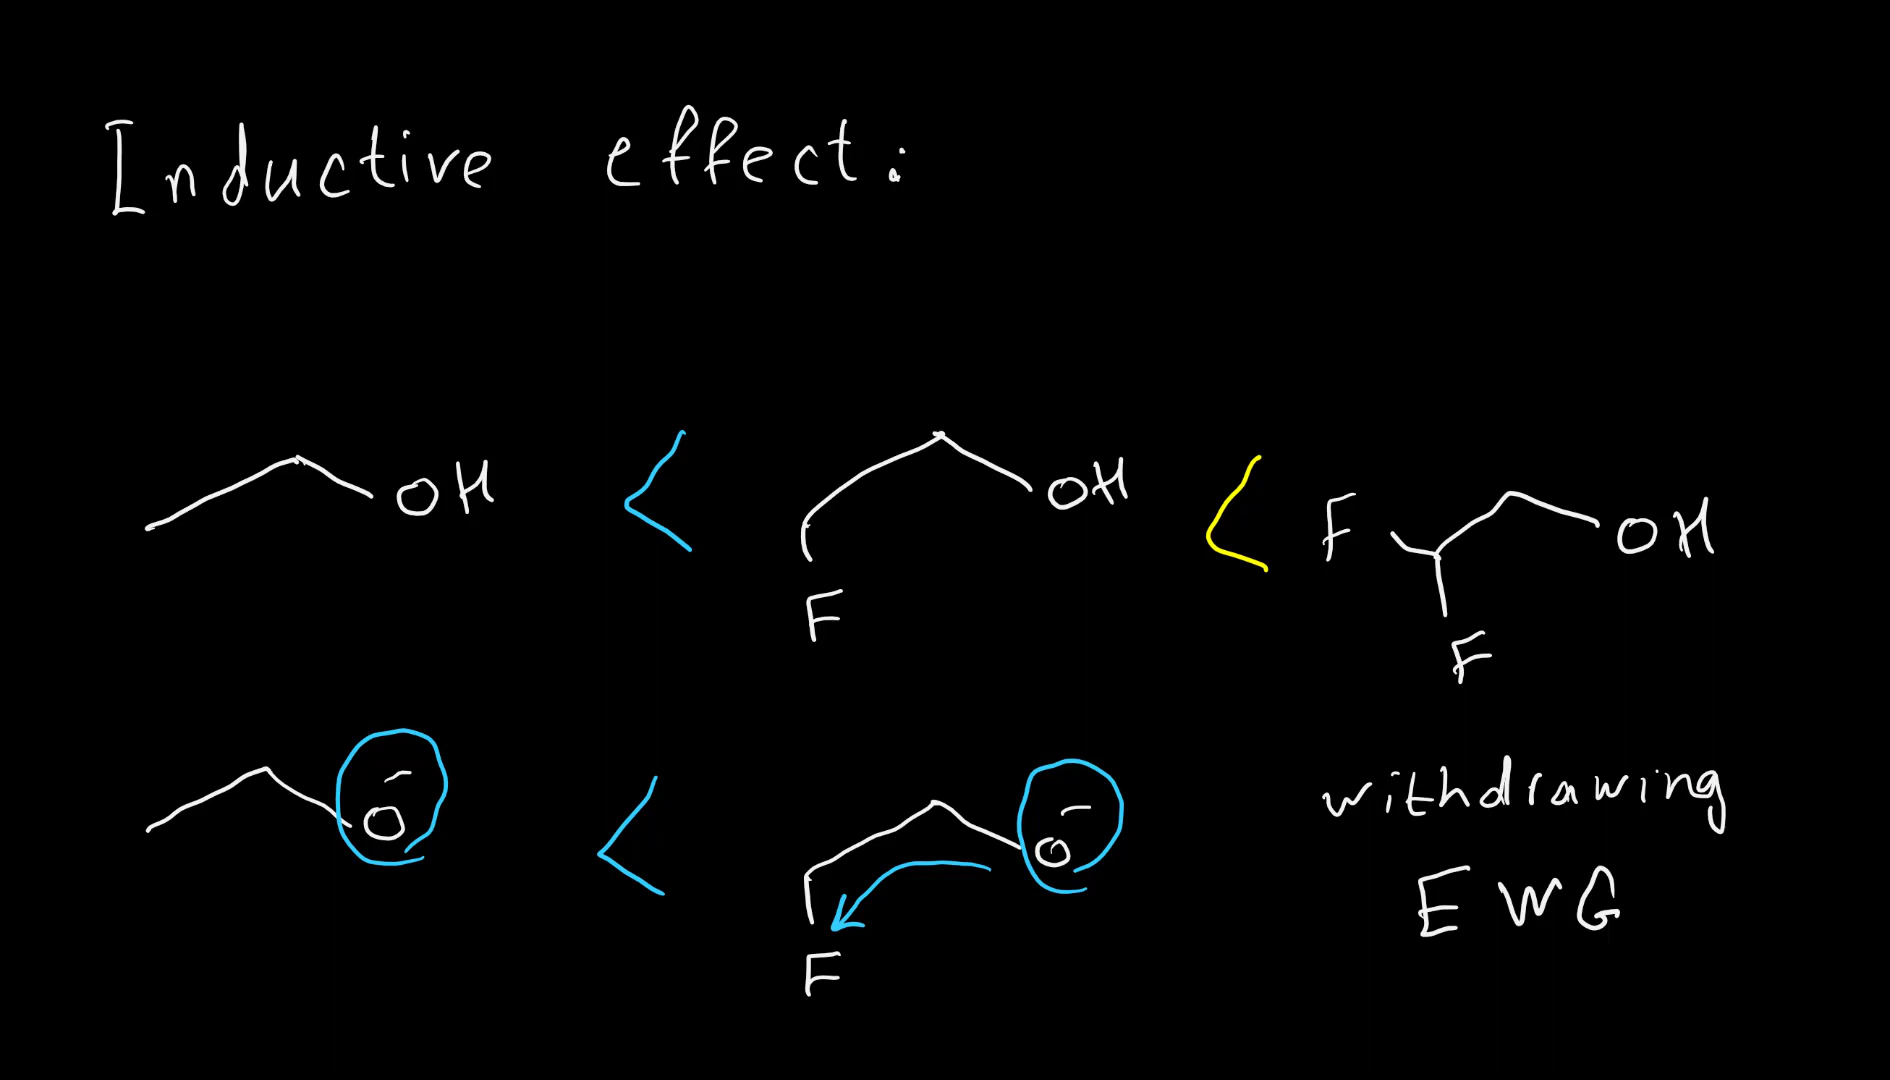 Inductive effect:
OH < OH < F OH
F
F
O⁻ < O⁻
F
withdrawing
EWG